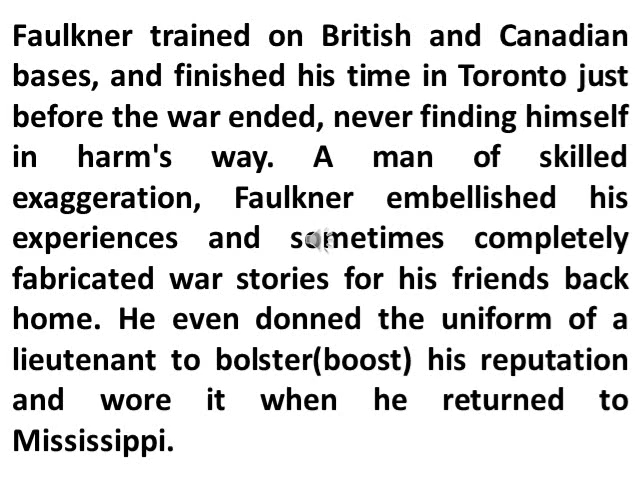 Faulkner trained on British and Canadian
bases, and finished his time in Toronto just
before the war ended, never finding himself
in harm's way. A man of skilled
exaggeration, Faulkner embellished his
experiences and sometimes completely
fabricated war stories for his friends back
home. He even donned the uniform of a
lieutenant to bolster(boost) his reputation
and wore it when he returned to
Mississippi.